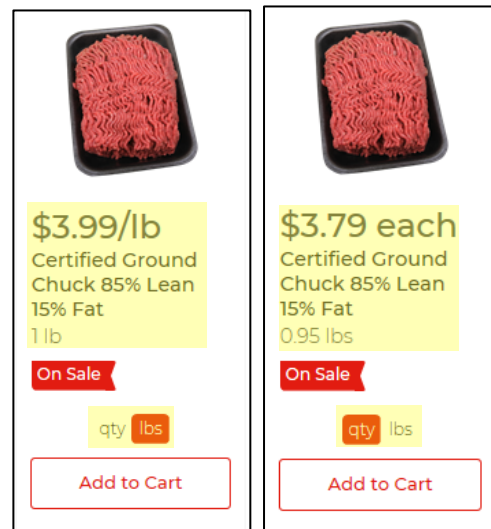 $3.99/lb
Certified Ground
Chuck 85% Lean
15% Fat
1 lb
On Sale
qty lbs
Add to Cart
$3.79 each
Certified Ground
Chuck 85% Lean
15% Fat
0.95 lbs
On Sale
qty lbs
Add to Cart